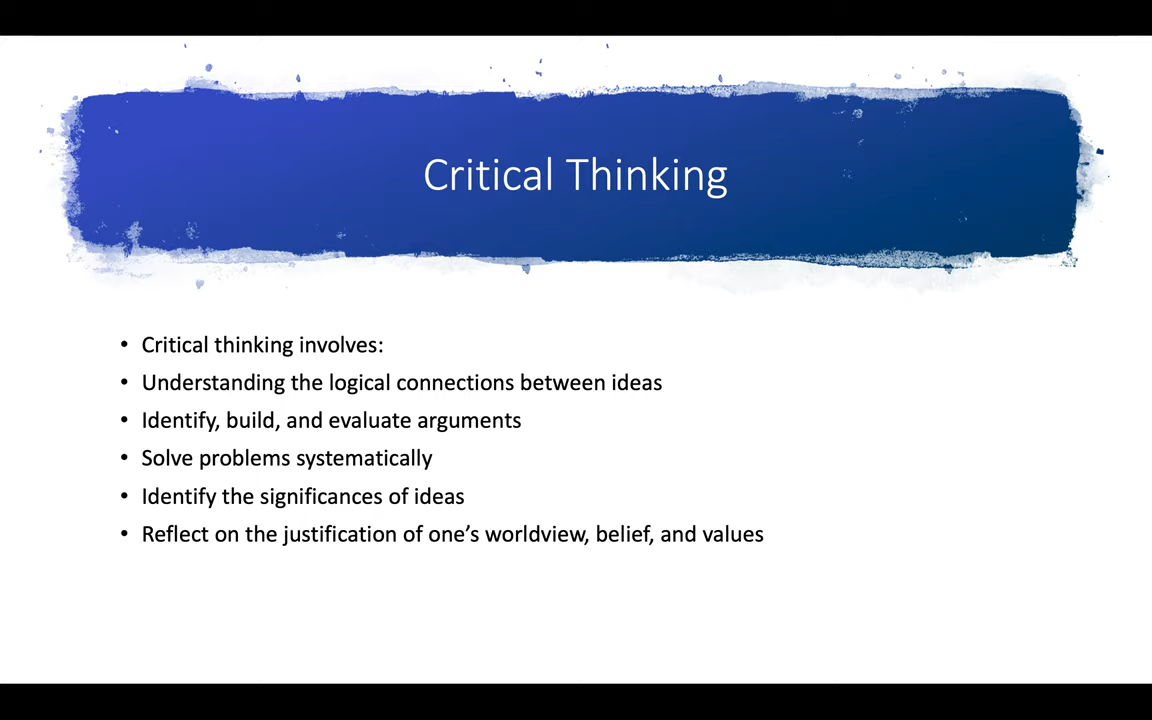 Critical Thinking
• Critical thinking involves:
• Understanding the logical connections between ideas
• Identify, build, and evaluate arguments
• Solve problems systematically
• Identify the significances of ideas
• Reflect on the justification of one’s worldview, belief, and values